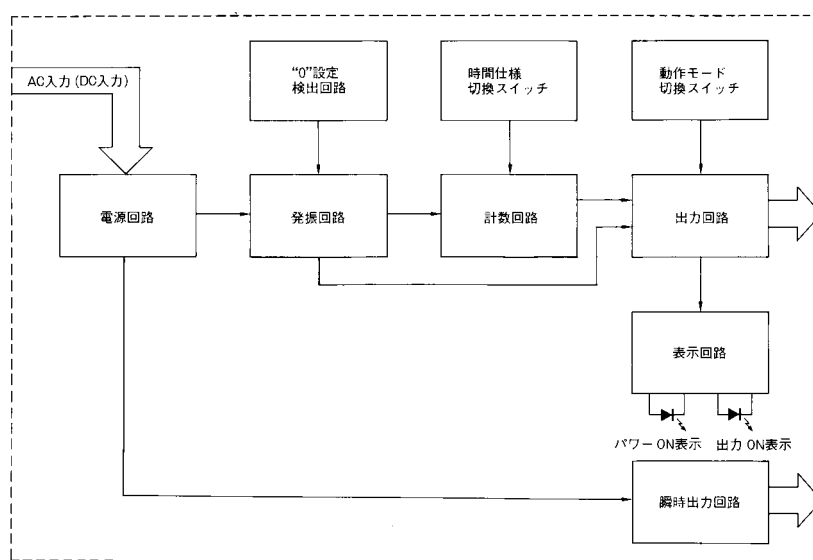 AC入力(DC入力)
“0”設定
検出回路
時間仕様
切換スイッチ
動作モード
切換スイッチ
電源回路
発振回路
計数回路
出力回路
表示回路
パワーON表示
出力ON表示
瞬時出力回路